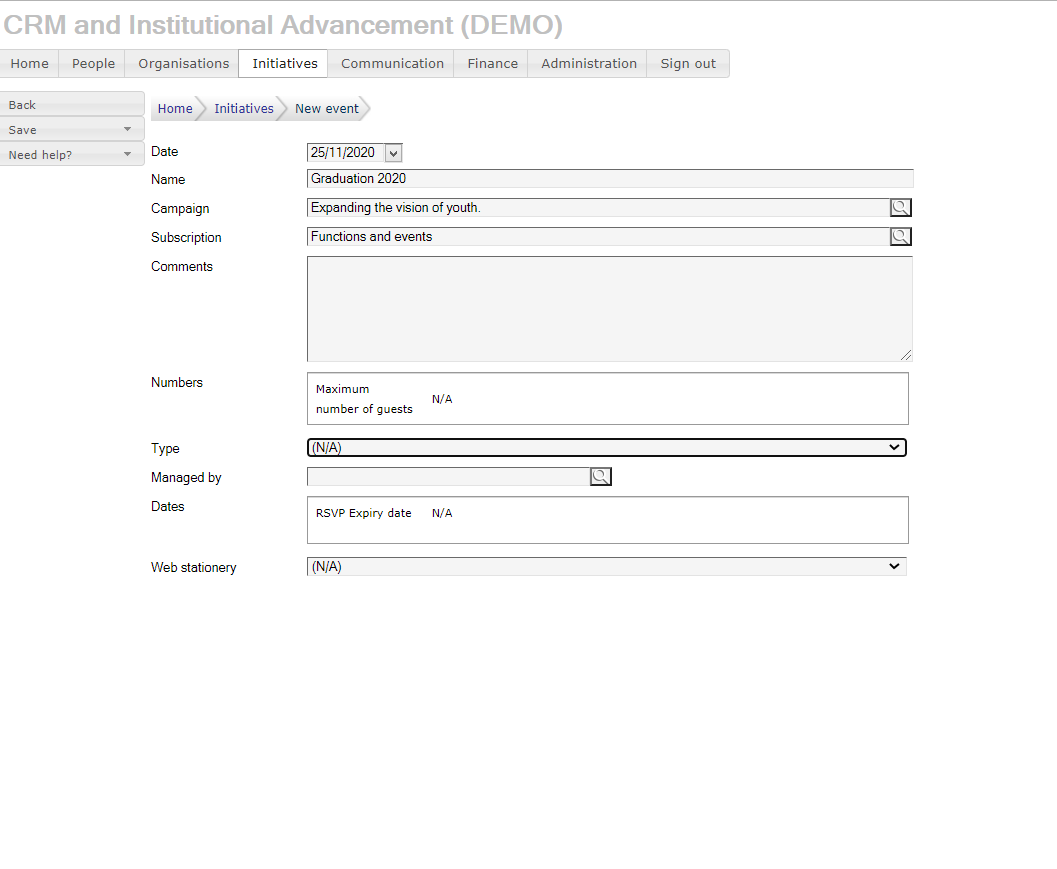 CRM and Institutional Advancement (DEMO)
Home People Organisations Initiatives Communication Finance Administration Sign out
Back
Save
Need help?
Home Initiatives New event
Date 25/11/2020
Name Graduation 2020
Campaign Expanding the vision of youth.
Subscription Functions and events
Comments
Numbers
Maximum
number of guests N/A
Type (N/A)
Managed by
Dates
RSVP Expiry date N/A
Web stationery (N/A)